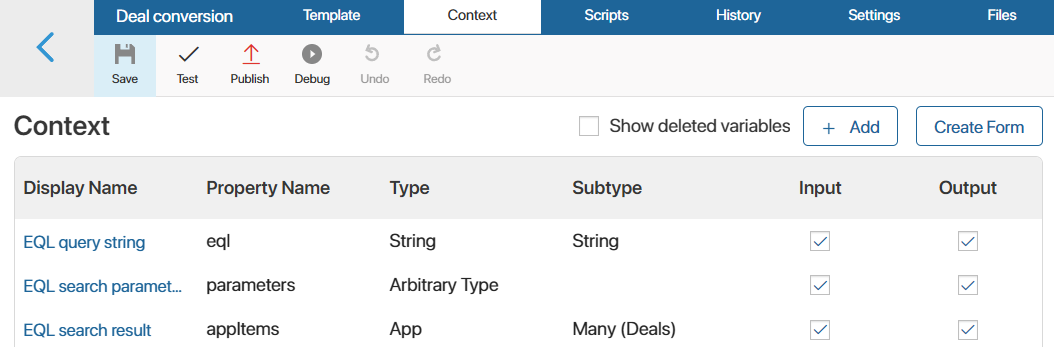 Deal conversion Template Context Scripts History Settings Files
Save Test Publish Debug Undo Redo
Context Show deleted variables + Add Create Form
Display Name Property Name Type Subtype Input Output
EQL query string eql String String
EQL search paramet... parameters Arbitrary Type
EQL search result appItems App Many (Deals)